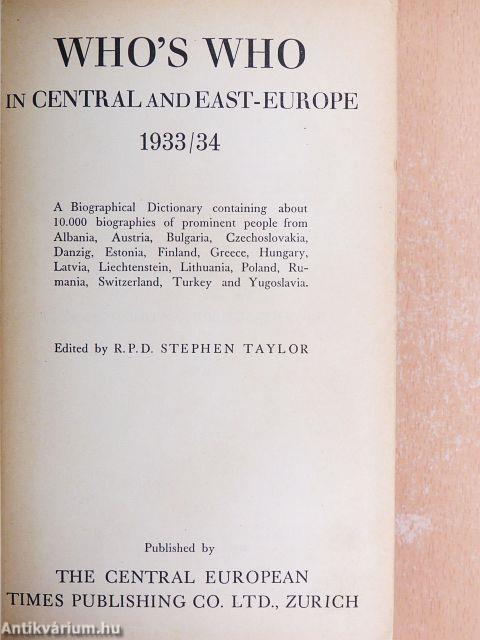 WHO'S WHO
IN CENTRAL AND EAST-EUROPE
1933/34
A Biographical Dictionary containing about
10.000 biographies of prominent people from
Albania, Austria, Bulgaria, Czechoslovakia,
Danzig, Estonia, Finland, Greece, Hungary,
Latvia, Liechtenstein, Lithuania, Poland, Ru-
mania, Switzerland, Turkey and Yugoslavia.
Edited by R.P.D. STEPHEN TAYLOR
Published by
THE CENTRAL EUROPEAN
TIMES PUBLISHING CO. LTD., ZURICH
Antikvárium.hu